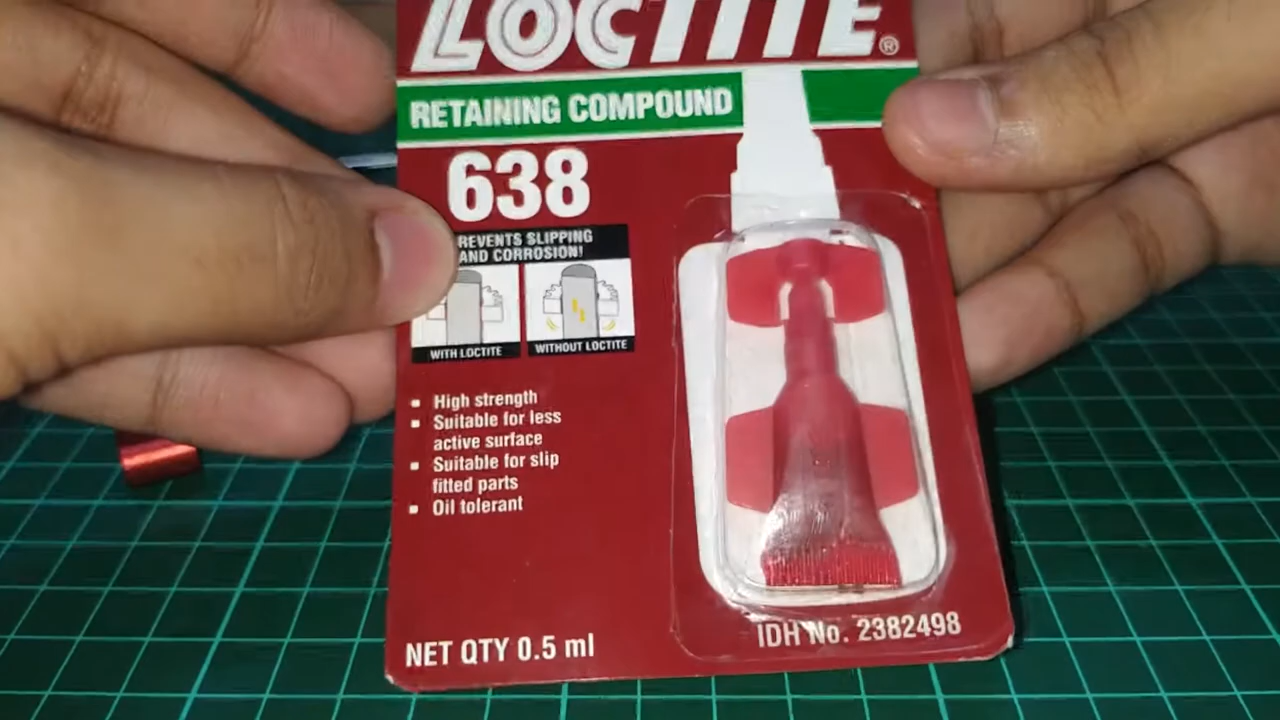 LOCTITE®
RETAINING COMPOUND
638
REVENTS SLIPPING
AND CORROSION!
WITH LOCTITE
WITHOUT LOCTITE
▪ High strength
▪ Suitable for less
active surface
▪ Suitable for slip
fitted parts
▪ Oil tolerant
NET QTY 0.5 ml
IDH No. 2382498